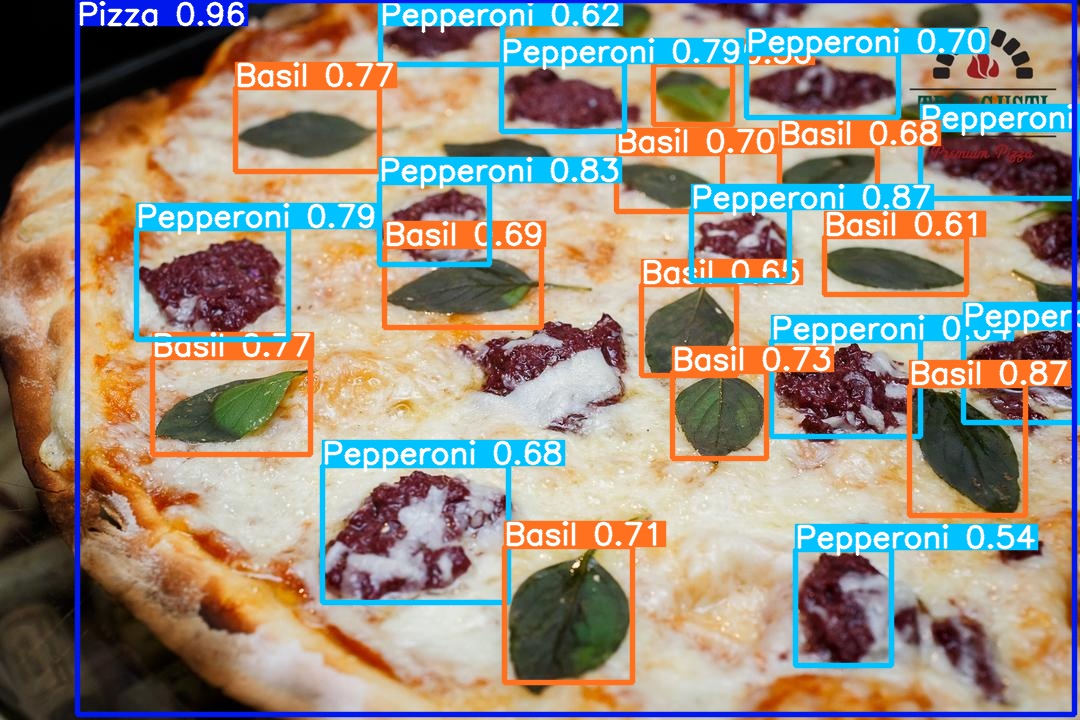 Pizza 0.96
Pepperoni 0.62
Pepperoni 0.79
Pepperoni 0.70
Basil 0.77
Pepperoni
Basil 0.70
Basil 0.68
Premium Pizza
Pepperoni 0.83
Pepperoni 0.87
Pepperoni 0.79
Basil 0.69
Basil 0.61
Basil 0.65
Pepperoni
Pepper
Basil 0.77
Basil 0.73
Basil 0.87
Pepperoni 0.68
Basil 0.71
Pepperoni 0.54